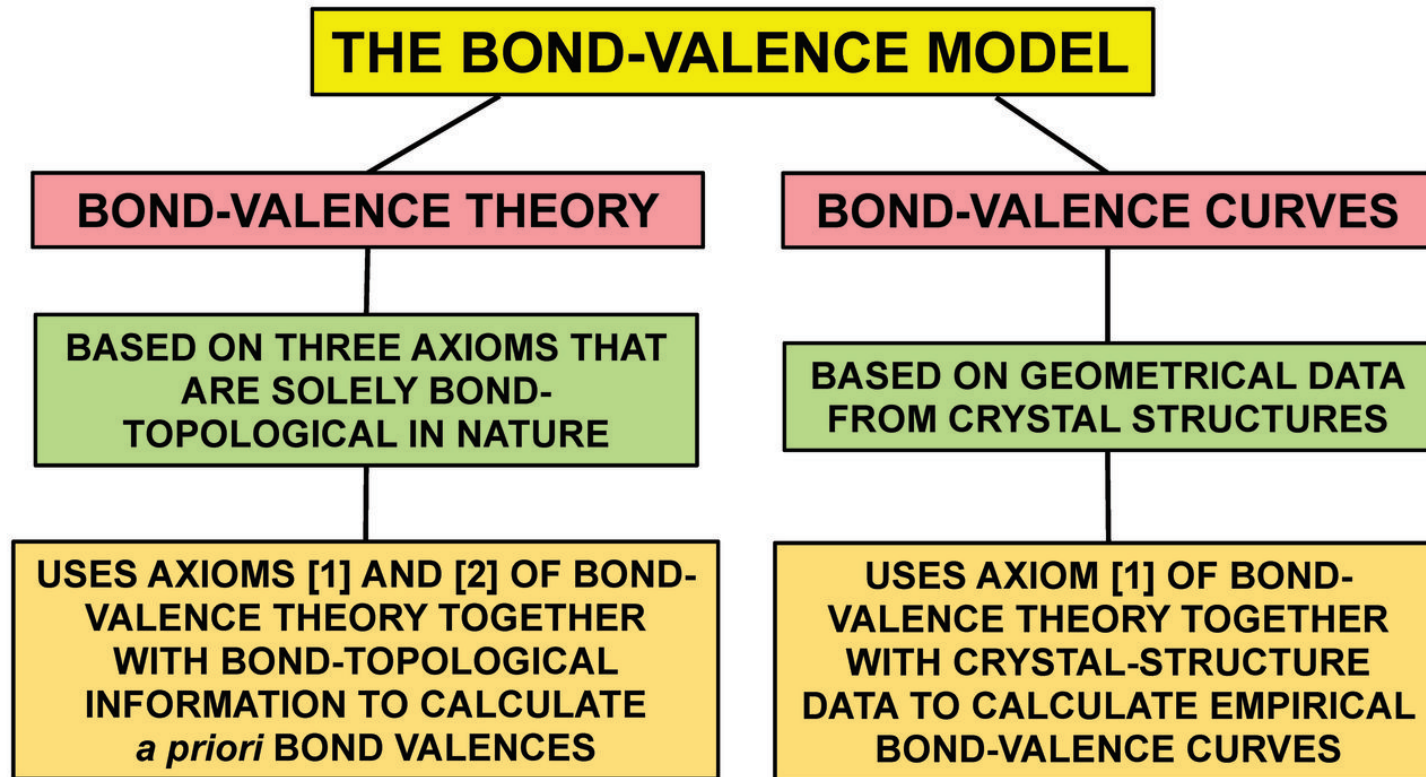 THE BOND-VALENCE MODEL
BOND-VALENCE THEORY
BASED ON THREE AXIOMS THAT
ARE SOLELY BOND-
TOPOLOGICAL IN NATURE
USES AXIOMS [1] AND [2] OF BOND-
VALENCE THEORY TOGETHER
WITH BOND-TOPOLOGICAL
INFORMATION TO CALCULATE
a priori BOND VALENCES
BOND-VALENCE CURVES
BASED ON GEOMETRICAL DATA
FROM CRYSTAL STRUCTURES
USES AXIOM [1] OF BOND-
VALENCE THEORY TOGETHER
WITH CRYSTAL-STRUCTURE
DATA TO CALCULATE EMPIRICAL
BOND-VALENCE CURVES